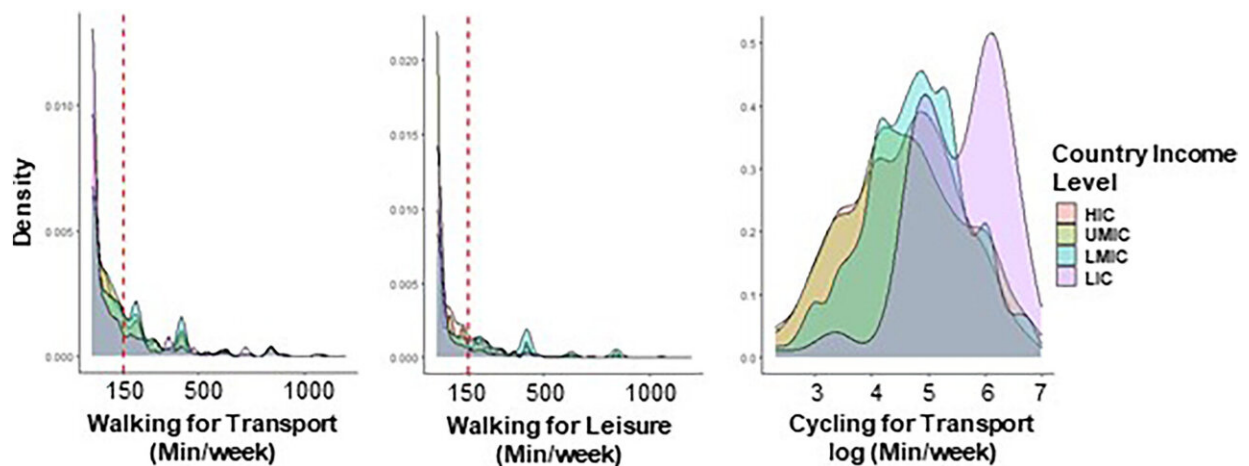 Density
0.010
0.005
0.000
150 500 1000
Walking for Transport
(Min/week)
0.020
0.015
0.010
0.005
0.000
150 500 1000
Walking for Leisure
(Min/week)
0.5
0.4
0.3
0.2
0.1
0.0
3 4 5 6 7
Cycling for Transport
log (Min/week)
Country Income
Level
HIC
UMIC
LMIC
LIC